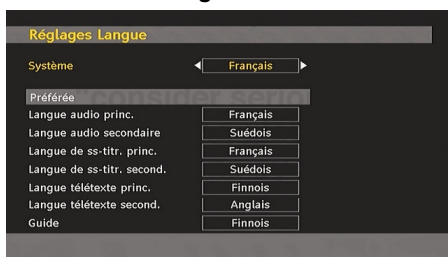 Réglages Langue
Système Français
Préférée
Langue audio princ. Français
Langue audio secondaire Suédois
Langue de ss-titr. princ. Français
Langue de ss-titr. second. Suédois
Langue télétexte princ. Finnois
Langue télétexte second. Anglais
Guide Finnois